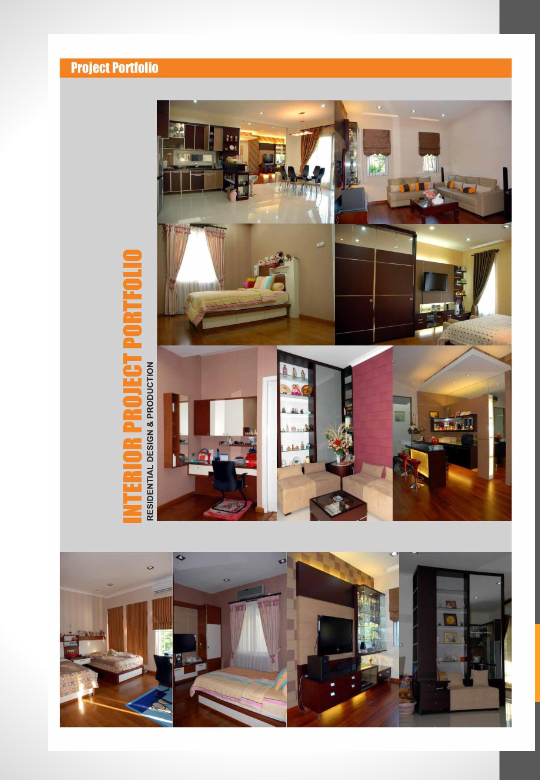 Project Portfolio
INTERIOR PROJECT PORTFOLIO
RESIDENTIAL DESIGN & PRODUCTION